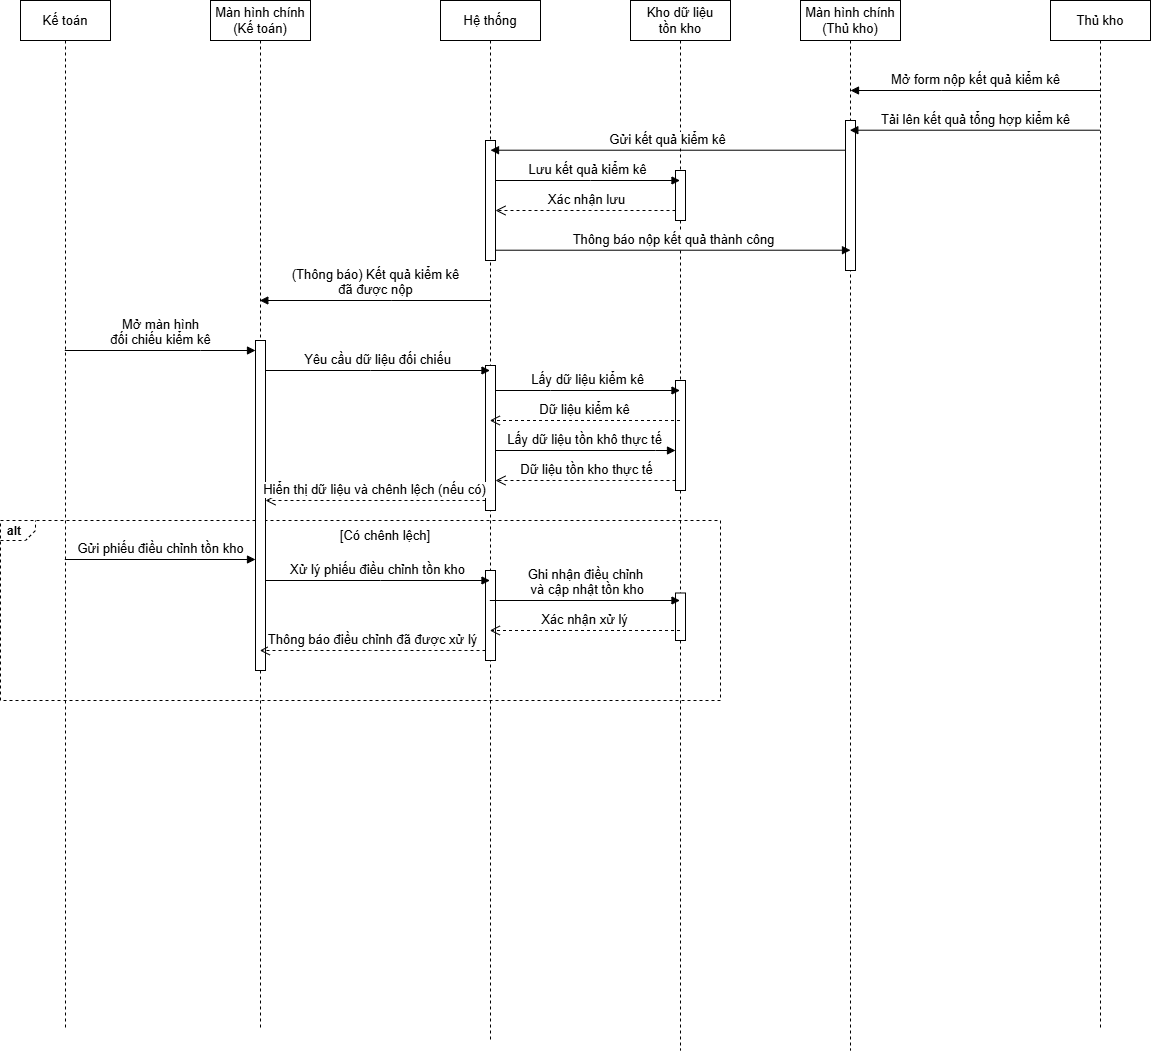 Kế toán
Màn hình chính
(Kế toán)
Hệ thống
Kho dữ liệu
tồn kho
Màn hình chính
(Thủ kho)
Thủ kho
Mở form nộp kết quả kiểm kê
Tải lên kết quả tổng hợp kiểm kê
Gửi kết quả kiểm kê
Lưu kết quả kiểm kê
Xác nhận lưu
Thông báo nộp kết quả thành công
(Thông báo) Kết quả kiểm kê
đã được nộp
Mở màn hình
đối chiếu kiểm kê
Yêu cầu dữ liệu đối chiếu
Lấy dữ liệu kiểm kê
Dữ liệu kiểm kê
Lấy dữ liệu tồn khô thực tế
Dữ liệu tồn kho thực tế
Hiển thị dữ liệu và chênh lệch (nếu có)
alt
[Có chênh lệch]
Gửi phiếu điều chỉnh tồn kho
Xử lý phiếu điều chỉnh tồn kho
Ghi nhận điều chỉnh
và cập nhật tồn kho
Xác nhận xử lý
Thông báo điều chỉnh đã được xử lý